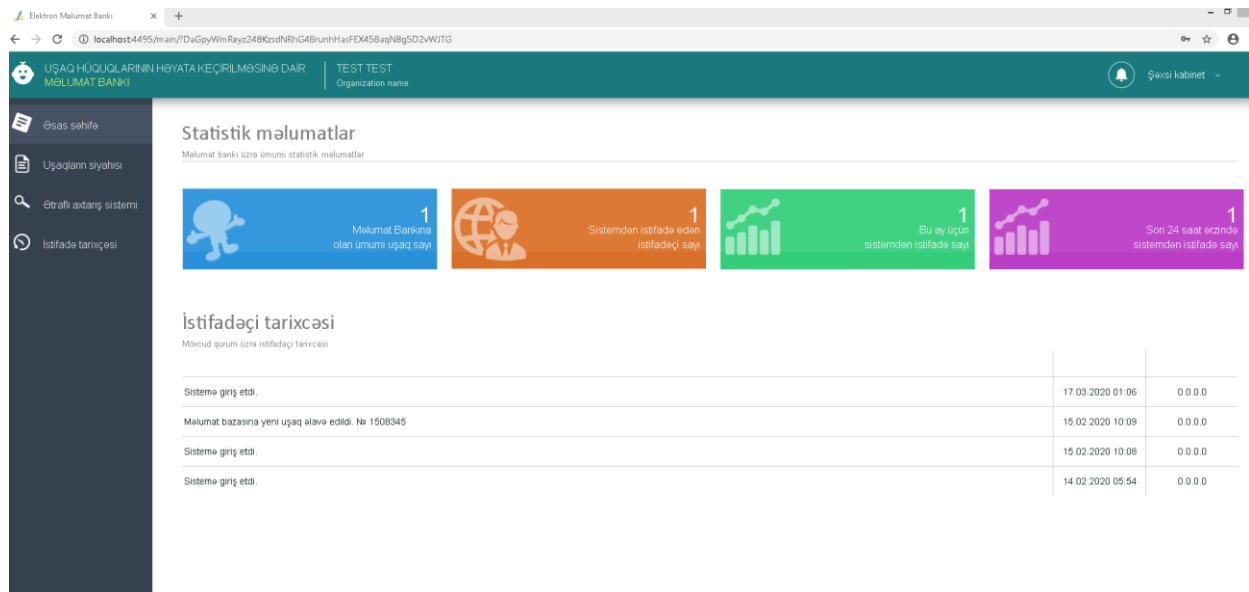 Elektron Malumat Bankı
localhost:4495/main/?DaGpyWmReyz248KzsdNRhG4BrunhHasFEX45BaqN8g5D2vWJTG
UŞAQ HÜQUQLARININ HƏYATA KEÇİRİLMƏSİNƏ DAİR
MƏLUMAT BANKI
TEST TEST
Organization name
Şəxsi kabinet
Əsas səhifə
Uşaqların siyahısı
Ətraflı axtarış sistemi
İstifadə tarixçəsi
Statistik məlumatlar
Məlumat bankı üzrə ümumi statistik məlumatlar
1
Məlumat Bankına
olan ümumi uşaq sayı
1
Sistemdən istifadə edən
istifadəçi sayı
1
Bu ay üçün
sistemdən istifadə sayı
1
Son 24 saat ərzində
sistemdən istifadə sayı
İstifadəçi tarixcəsi
Mövcud qurum üzrə istifadəçi tarixcəsi
Sistemə giriş etdi. 17.03.2020 01:06 0.0.0.0
Məlumat bazasına yeni uşaq əlavə edildi. № 1508345 15.02.2020 10:09 0.0.0.0
Sistemə giriş etdi. 15.02.2020 10:08 0.0.0.0
Sistemə giriş etdi. 14.02.2020 05:54 0.0.0.0